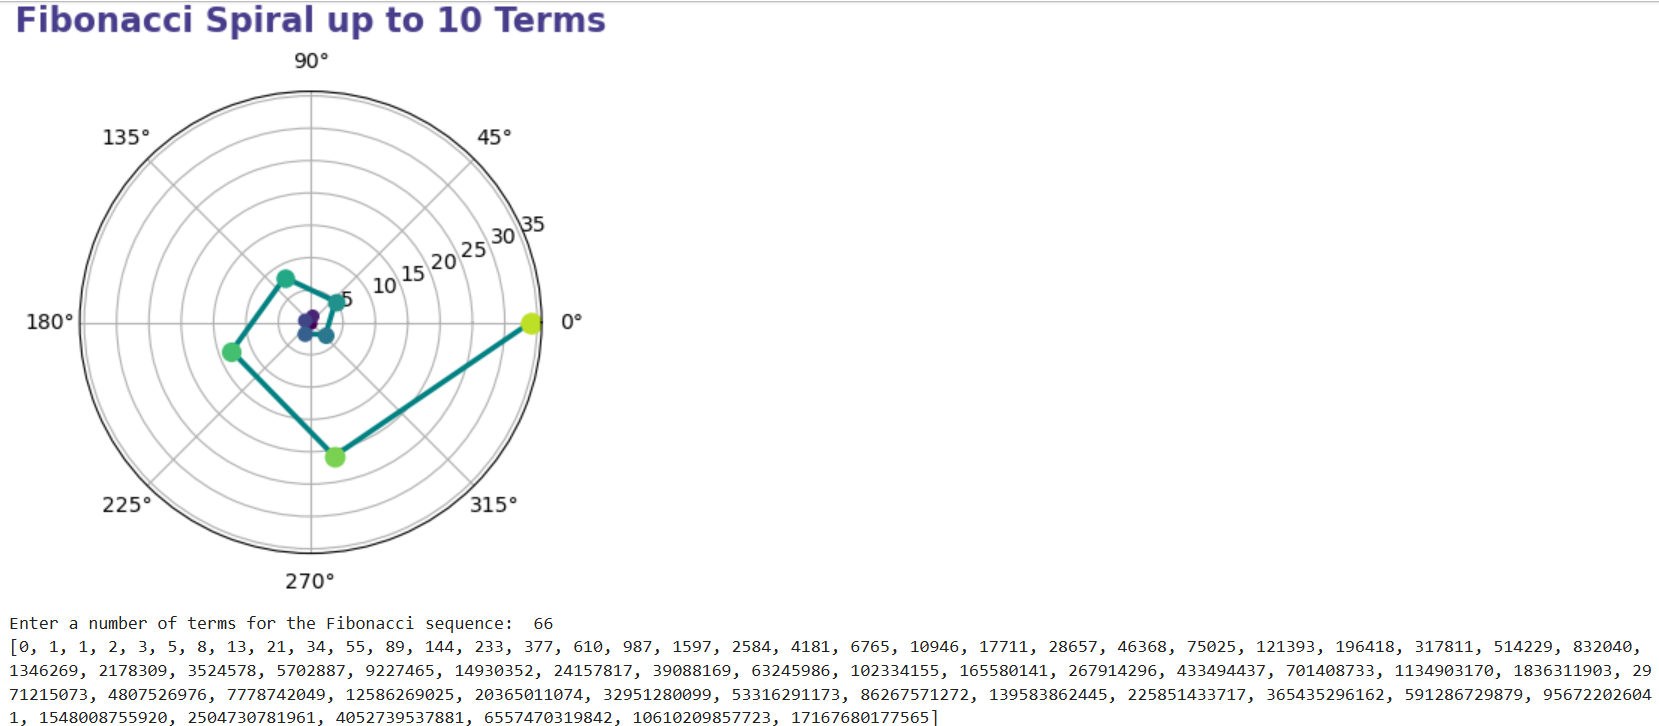 Fibonacci Spiral up to 10 Terms
90°
135°
45°
35
30
25
20
15
10
5
180°
0°
225°
315°
270°
Enter a number of terms for the Fibonacci sequence:  66
[0, 1, 1, 2, 3, 5, 8, 13, 21, 34, 55, 89, 144, 233, 377, 610, 987, 1597, 2584, 4181, 6765, 10946, 17711, 28657, 46368, 75025, 121393, 196418, 317811, 514229, 832040,
1346269, 2178309, 3524578, 5702887, 9227465, 14930352, 24157817, 39088169, 63245986, 102334155, 165580141, 267914296, 433494437, 701408733, 1134903170, 1836311903, 29
71215073, 4807526976, 7778742049, 12586269025, 20365011074, 32951280099, 53316291173, 86267571272, 139583862445, 225851433717, 365435296162, 591286729879, 95672202604
1, 1548008755920, 2504730781961, 4052739537881, 6557470319842, 10610209857723, 17167680177565]